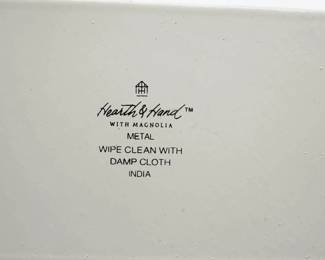 Hearth & Hand™
WITH MAGNOLIA
METAL
WIPE CLEAN WITH
DAMP CLOTH
INDIA